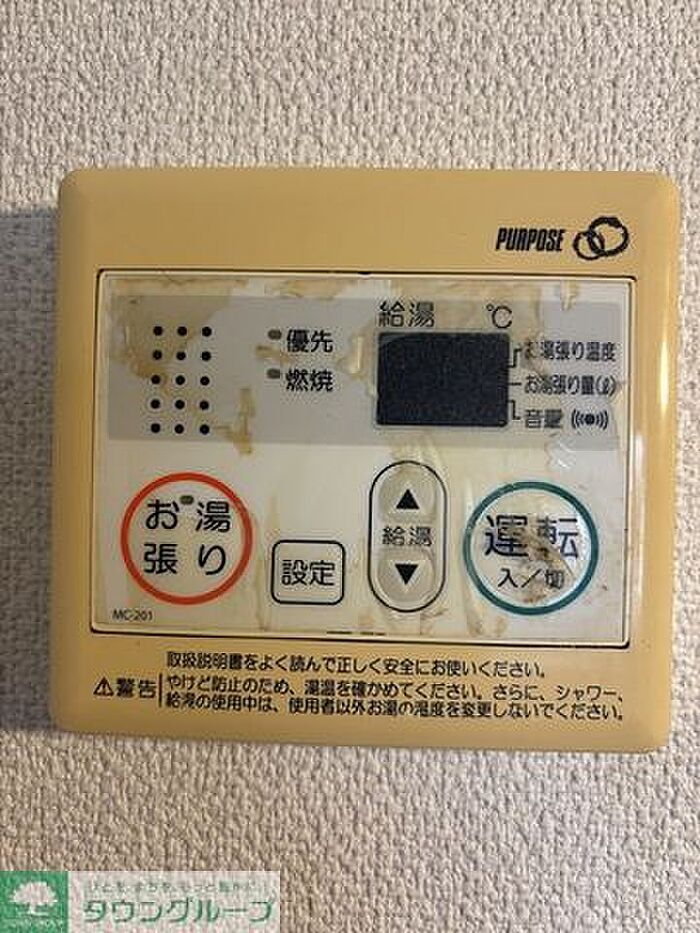 PURPOSE
給湯 ℃
優先
燃焼
お湯張り温度
お湯張り量(ℓ)
音量
お湯張り
設定
給湯
運転
入/切
MC-201
取扱説明書をよく読んで正しく安全にお使いください。
警告
やけど防止のため、湯温を確かめてください。さらに、シャワー、
給湯の使用中は、使用者以外お湯の温度を変更しないでください。
タウングループ